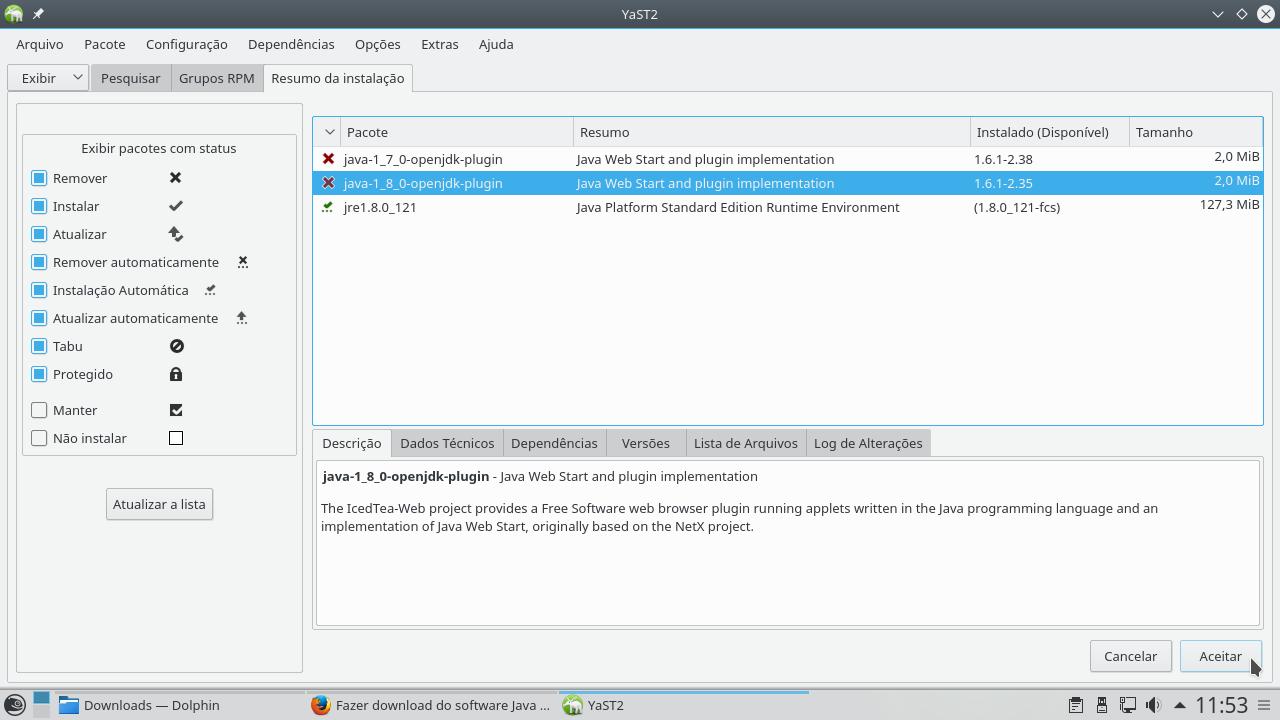 YaST2
Arquivo Pacote Configuração Dependências Opções Extras Ajuda
Exibir Pesquisar Grupos RPM Resumo da instalação
Exibir pacotes com status
Remover
Instalar
Atualizar
Remover automaticamente
Instalação Automática
Atualizar automaticamente
Tabu
Protegido
Manter
Não instalar
Atualizar a lista
Pacote Resumo Instalado (Disponível) Tamanho
java-1_7_0-openjdk-plugin Java Web Start and plugin implementation 1.6.1-2.38 2,0 MiB
java-1_8_0-openjdk-plugin Java Web Start and plugin implementation 1.6.1-2.35 2,0 MiB
jre1.8.0_121 Java Platform Standard Edition Runtime Environment (1.8.0_121-fcs) 127,3 MiB
Descrição Dados Técnicos Dependências Versões Lista de Arquivos Log de Alterações
java-1_8_0-openjdk-plugin - Java Web Start and plugin implementation
The IcedTea-Web project provides a Free Software web browser plugin running applets written in the Java programming language and an
implementation of Java Web Start, originally based on the NetX project.
Cancelar Aceitar
Downloads — Dolphin Fazer download do software Java ... YaST2 11:53